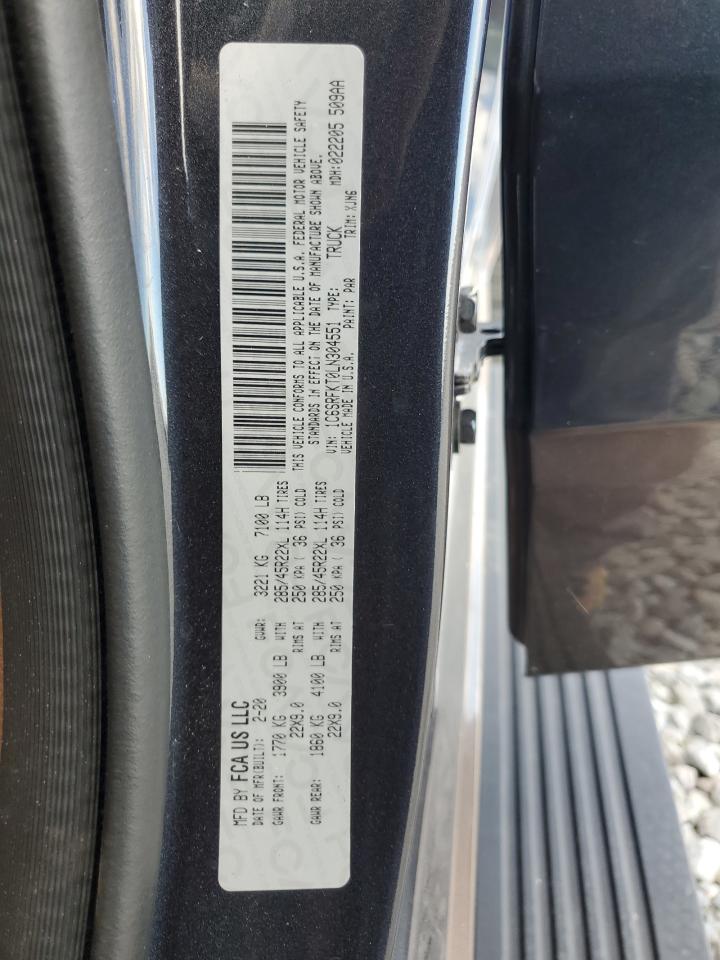 MFD BY FCA US LLC
DATE OF MFR(BUILT): 2-20 GVWR: 3221 KG 7100 LB
GAWR FRONT: 1770 KG 3900 LB WITH 285/45R22XL 114H TIRES
22X9.0 RIMS AT 250 KPA ( 36 PSI) COLD
GAWR REAR: 1860 KG 4100 LB WITH 285/45R22XL 114H TIRES
22X9.0 RIMS AT 250 KPA ( 36 PSI) COLD
THIS VEHICLE CONFORMS TO ALL APPLICABLE U.S.A. FEDERAL MOTOR VEHICLE SAFETY
STANDARDS IN EFFECT ON THE DATE OF MANUFACTURE SHOWN ABOVE.
VIN: 1C6SRFKT0LN304551 TYPE: TRUCK MDH:022205 509AA
VEHICLE MADE IN U.S.A. PAINT: PAR TRIM: XJN6